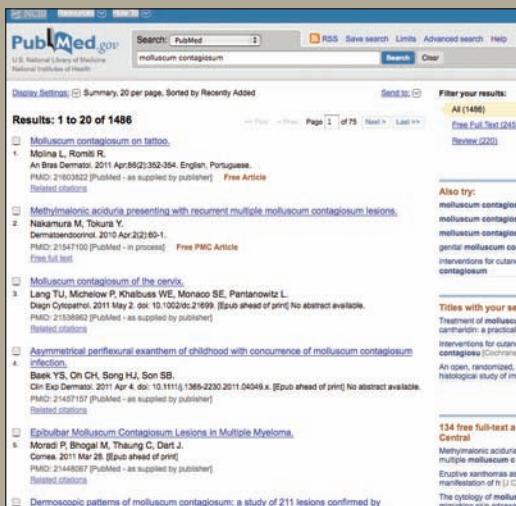 NCBI Resources How To
PubMed.gov
U.S. National Library of Medicine
National Institutes of Health
Search: PubMed
RSS Save search Limits Advanced search Help
molluscum contagiosum
Search Clear
Display Settings: Summary, 20 per page, Sorted by Recently Added
Send to:
Results: 1 to 20 of 1486
<< First < Prev Page 1 of 75 Next > Last >>
Molluscum contagiosum on tattoo.
1. Molina L, Romiti R.
An Bras Dermatol. 2011 Apr;86(2):352-354. English, Portuguese.
PMID: 21603822 [PubMed - as supplied by publisher] Free Article
Related citations
Methylmalonic aciduria presenting with recurrent multiple molluscum contagiosum lesions.
2. Nakamura M, Tokura Y.
Dermatoendocrinol. 2010 Apr;2(2):60-1.
PMID: 21547100 [PubMed - in process] Free PMC Article
Free full text
Molluscum contagiosum of the cervix.
3. Lang TU, Michelow P, Khalbuss WE, Monaco SE, Pantanowitz L.
Diagn Cytopathol. 2011 May 2. doi: 10.1002/dc.21699. [Epub ahead of print] No abstract available.
PMID: 21538962 [PubMed - as supplied by publisher]
Related citations
Asymmetrical periflexural exanthem of childhood with concurrence of molluscum contagiosum
4. infection.
Baek YS, Oh CH, Song HJ, Son SB.
Clin Exp Dermatol. 2011 Apr 4. doi: 10.1111/j.1365-2230.2011.04049.x. [Epub ahead of print] No abstract available.
PMID: 21457157 [PubMed - as supplied by publisher]
Related citations
Epibulbar Molluscum Contagiosum Lesions in Multiple Myeloma.
5. Moradi P, Bhogal M, Thaung C, Dart J.
Cornea. 2011 Mar 28. [Epub ahead of print]
PMID: 21448067 [PubMed - as supplied by publisher]
Related citations
Dermoscopic patterns of molluscum contagiosum: a study of 211 lesions confirmed by
Filter your results:
All (1486)
Free Full Text (245
Review (220)
Also try:
molluscum contagios
molluscum contagios
molluscum contagios
genital molluscum co
interventions for cutane
contagiosum
Titles with your se
Treatment of molluscu
cantharidin: a practical
Interventions for cutane
contagiosu [Cochrane
An open, randomized,
histological study of im
134 free full-text a
Central
Methylmalonic aciduria
multiple molluscum c
Eruptive xanthomas as
manifestation of h [J C
The cytology of mollus